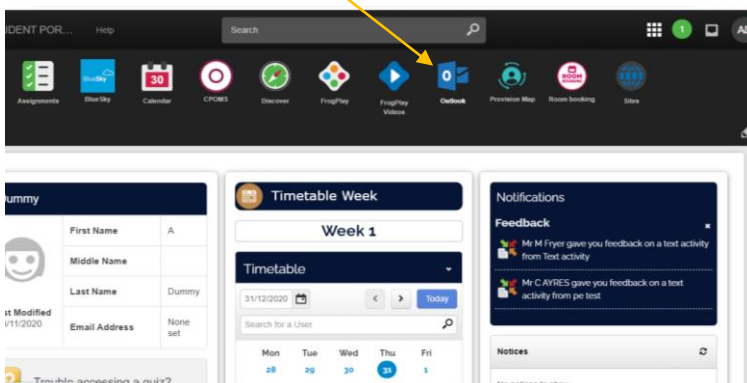 UDENT POR... Help Search 1
BlueSky 30 ROOM BOOKING
Assignments BlueSky Calendar CPOMS Discover FrogPlay FrogPlay Videos Outlook Provision Map Room booking Sites
ummy
First Name A
Middle Name
Last Name Dummy
st Modified
/11/2020
Email Address None set
Trouble accessing a quiz?
Timetable Week
Week 1
Timetable
31/12/2020 < > Today
Search for a User
Mon Tue Wed Thu Fri
28 29 30 31 1
Notifications
Feedback ×
Mr M Fryer gave you feedback on a text activity
from Text activity
Mr C AYRES gave you feedback on a text
activity from pe test
Notices